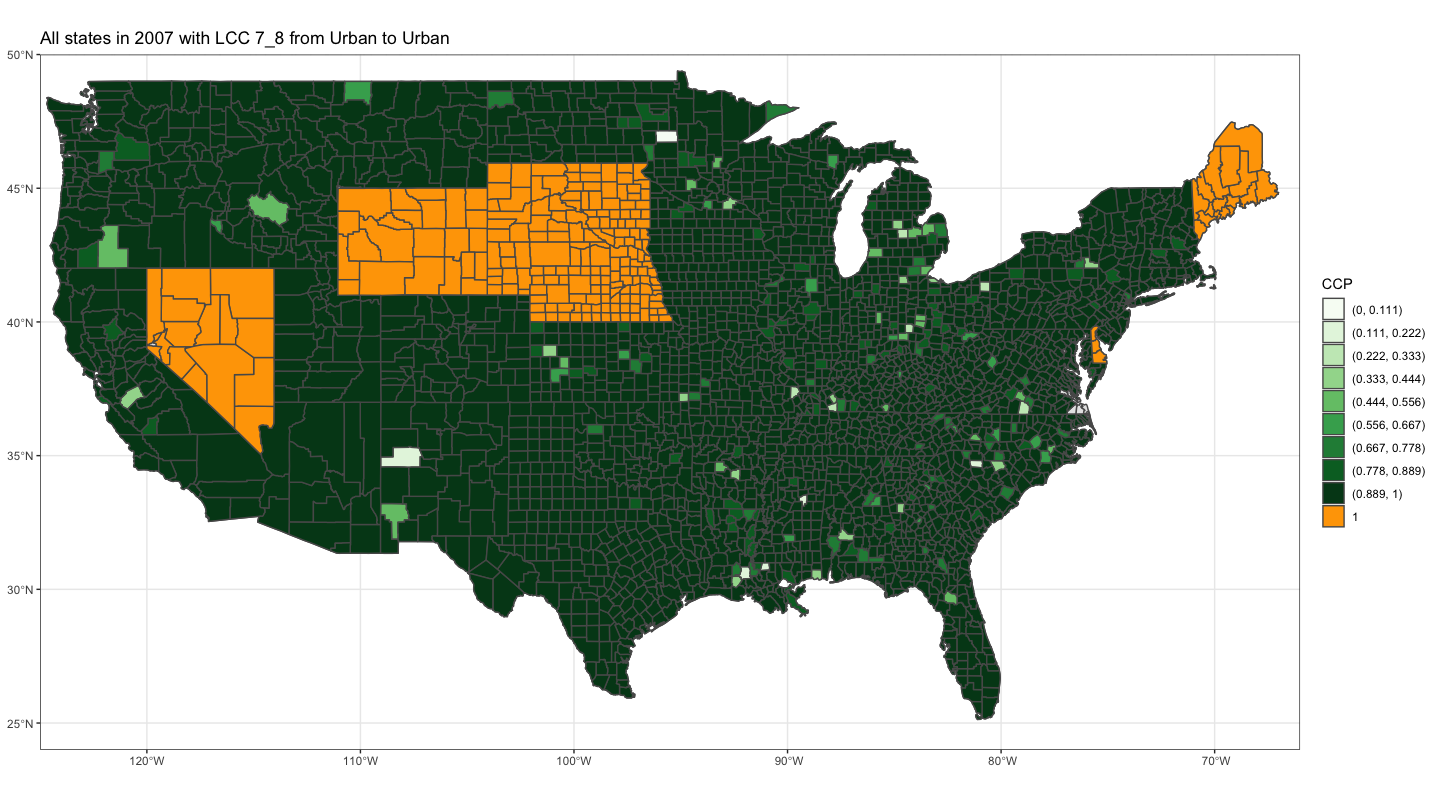 All states in 2007 with LCC 7_8 from Urban to Urban
50°N
45°N
40°N
35°N
30°N
25°N
120°W
110°W
100°W
90°W
80°W
70°W
CCP
(0, 0.111)
(0.111, 0.222)
(0.222, 0.333)
(0.333, 0.444)
(0.444, 0.556)
(0.556, 0.667)
(0.667, 0.778)
(0.778, 0.889)
(0.889, 1)
1